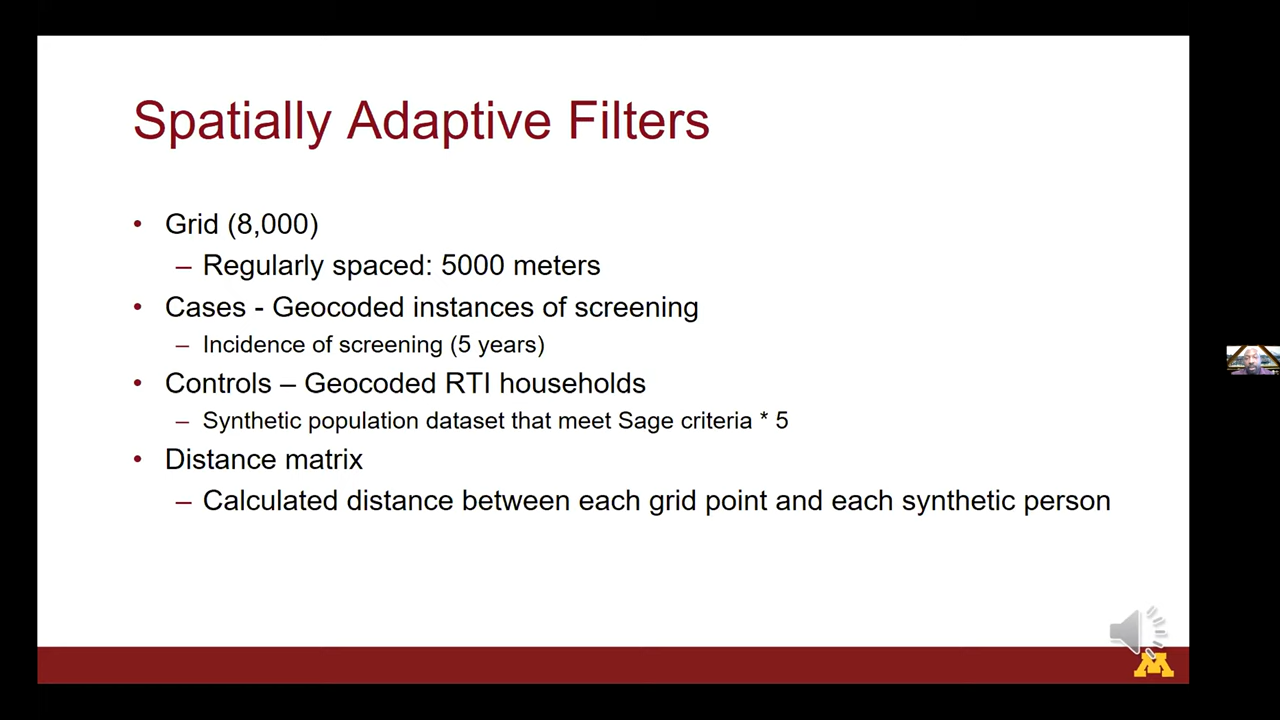 Spatially Adaptive Filters
• Grid (8,000)
– Regularly spaced: 5000 meters
• Cases - Geocoded instances of screening
– Incidence of screening (5 years)
• Controls – Geocoded RTI households
– Synthetic population dataset that meet Sage criteria * 5
• Distance matrix
– Calculated distance between each grid point and each synthetic person
M